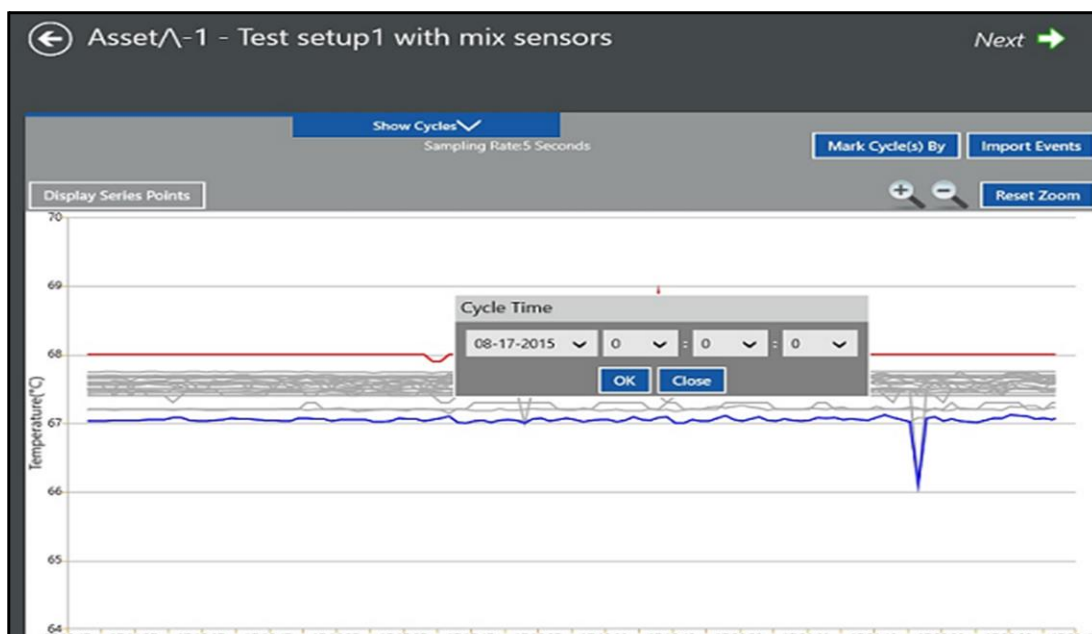 Asset/\-1 - Test setup1 with mix sensors
Next
Show Cycles
Sampling Rate:5 Seconds
Mark Cycle(s) By
Import Events
Display Series Points
Reset Zoom
70
69
Cycle Time
08-17-2015 0 : 0 : 0
68
OK Close
67
Temperature(°C)
66
65
64